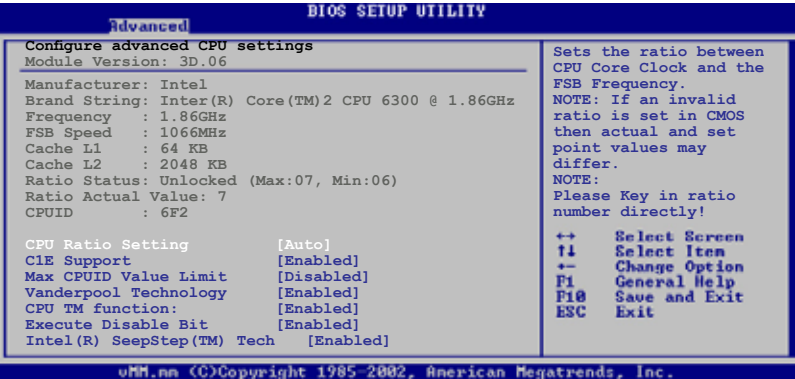 BIOS SETUP UTILITY
Advanced
Configure advanced CPU settings
Module Version: 3D.06
Manufacturer: Intel
Brand String: Inter(R) Core(TM)2 CPU 6300 @ 1.86GHz
Frequency : 1.86GHz
FSB Speed : 1066MHz
Cache L1 : 64 KB
Cache L2 : 2048 KB
Ratio Status: Unlocked (Max:07, Min:06)
Ratio Actual Value: 7
CPUID : 6F2
CPU Ratio Setting [Auto]
C1E Support [Enabled]
Max CPUID Value Limit [Disabled]
Vanderpool Technology [Enabled]
CPU TM function: [Enabled]
Execute Disable Bit [Enabled]
Intel(R) SeepStep(TM) Tech [Enabled]
Sets the ratio between
CPU Core Clock and the
FSB Frequency.
NOTE: If an invalid
ratio is set in CMOS
then actual and set
point values may
differ.
NOTE:
Please Key in ratio
number directly!
↔ Select Screen
↑↓ Select Item
+- Change Option
F1 General Help
F10 Save and Exit
ESC Exit
vMM.mm (C)Copyright 1985-2002, American Megatrends, Inc.